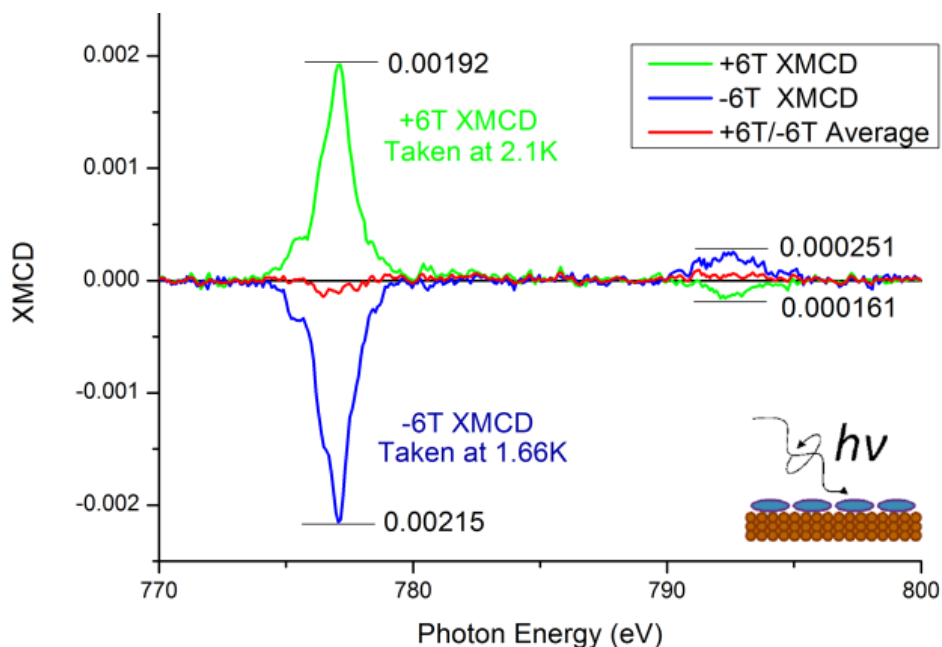 0.002
0.001
0.000
-0.001
-0.002
XMCD
770
780
790
800
Photon Energy (eV)
0.00192
+6T XMCD
Taken at 2.1K
-6T XMCD
Taken at 1.66K
0.00215
+6T XMCD
-6T XMCD
+6T/-6T Average
0.000251
0.000161
hν